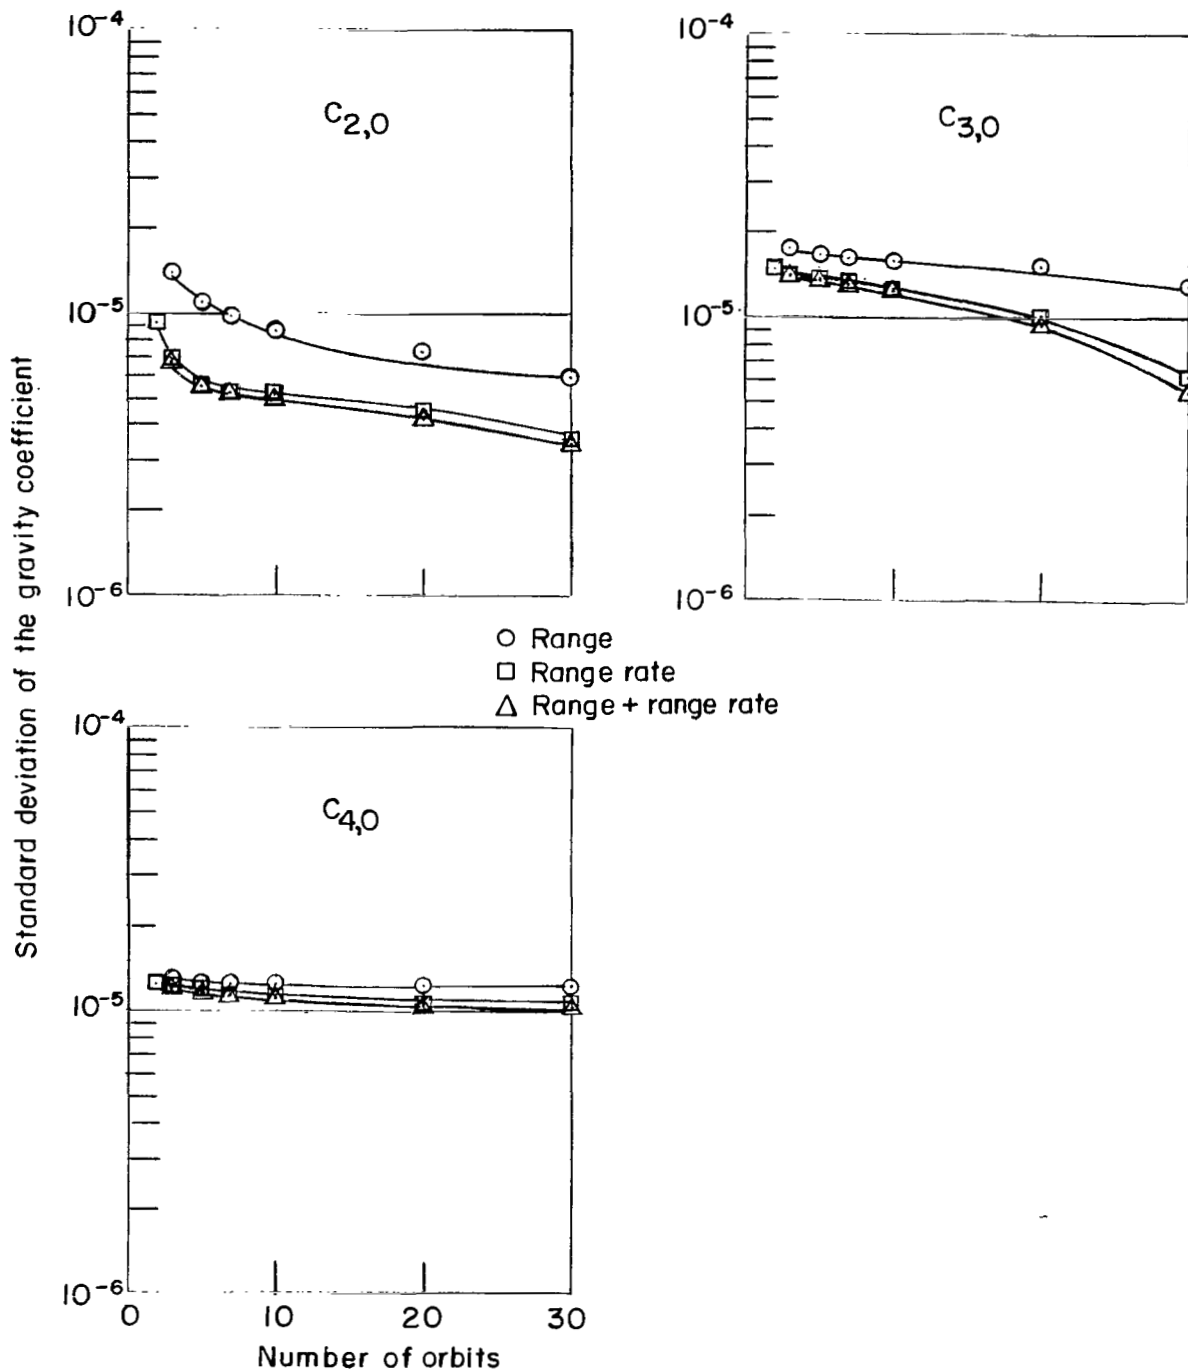 10⁻⁴
C₂,₀
10⁻⁵
10⁻⁶
10⁻⁴
C₃,₀
10⁻⁵
10⁻⁶
Standard deviation of the gravity coefficient
Range
Range rate
Range + range rate
10⁻⁴
C₄,₀
10⁻⁵
10⁻⁶
0 10 20 30
Number of orbits